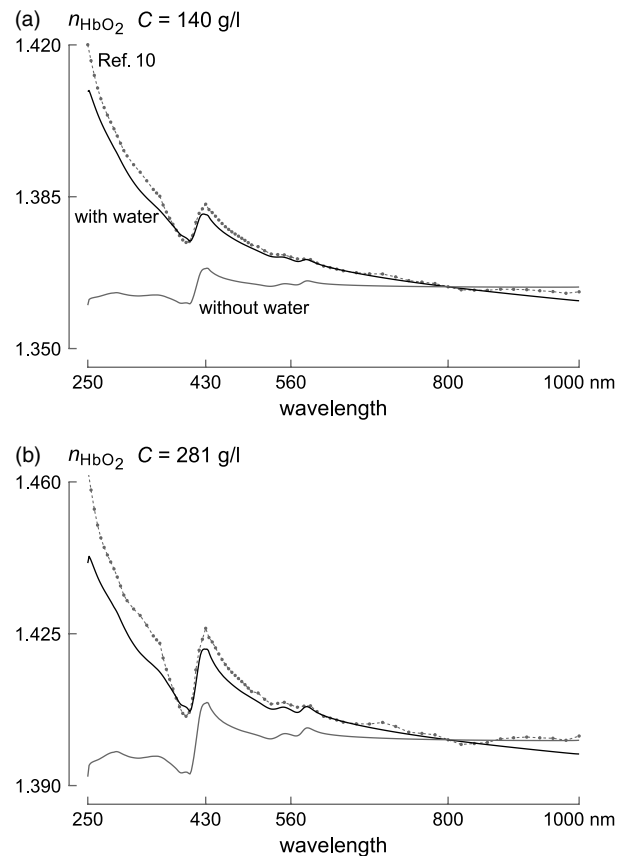 (a) nHbO2 C = 140 g/l
1.420
Ref. 10
1.385
with water
without water
1.350
250 430 560 800 1000 nm
wavelength
(b) nHbO2 C = 281 g/l
1.460
1.425
1.390
250 430 560 800 1000 nm
wavelength